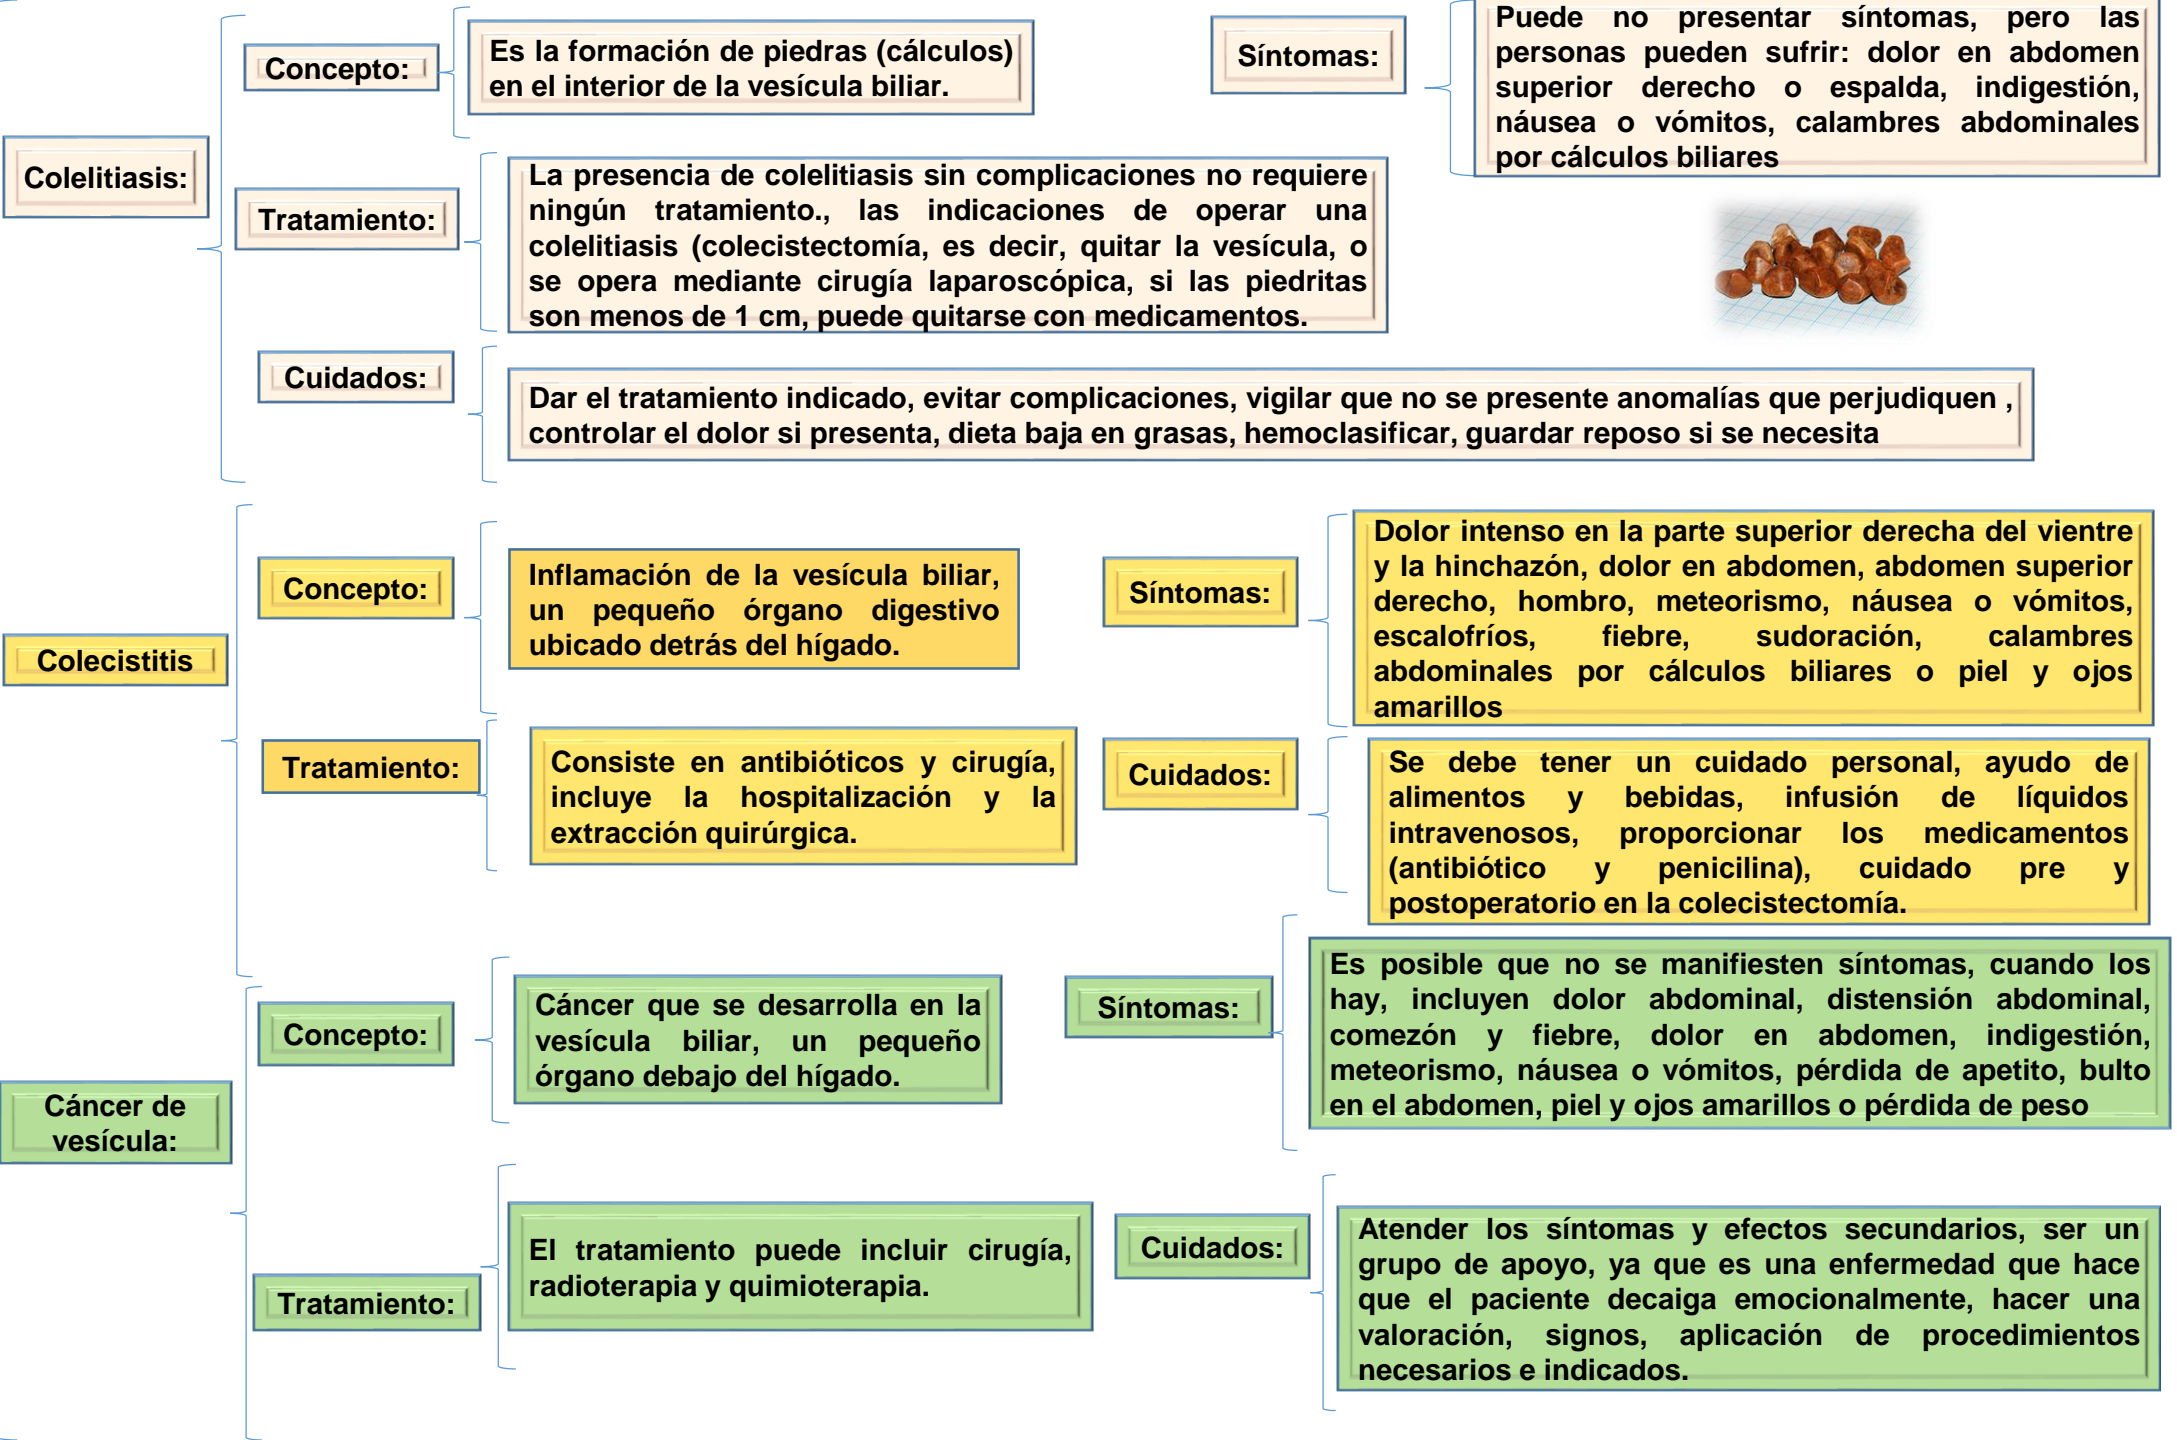 Colelitiasis:
Concepto:
Es la formación de piedras (cálculos)
en el interior de la vesícula biliar.
Síntomas:
Puede no presentar síntomas, pero las
personas pueden sufrir: dolor en abdomen
superior derecho o espalda, indigestión,
náusea o vómitos, calambres abdominales
por cálculos biliares
Tratamiento:
La presencia de colelitiasis sin complicaciones no requiere
ningún tratamiento., las indicaciones de operar una
colelitiasis (colecistectomía, es decir, quitar la vesícula, o
se opera mediante cirugía laparoscópica, si las piedritas
son menos de 1 cm, puede quitarse con medicamentos.
Cuidados:
Dar el tratamiento indicado, evitar complicaciones, vigilar que no se presente anomalías que perjudiquen ,
controlar el dolor si presenta, dieta baja en grasas, hemoclasificar, guardar reposo si se necesita
Colecistitis
Concepto:
Inflamación de la vesícula biliar,
un pequeño órgano digestivo
ubicado detrás del hígado.
Síntomas:
Dolor intenso en la parte superior derecha del vientre
y la hinchazón, dolor en abdomen, abdomen superior
derecho, hombro, meteorismo, náusea o vómitos,
escalofríos, fiebre, sudoración, calambres
abdominales por cálculos biliares o piel y ojos
amarillos
Tratamiento:
Consiste en antibióticos y cirugía,
incluye la hospitalización y la
extracción quirúrgica.
Cuidados:
Se debe tener un cuidado personal, ayudo de
alimentos y bebidas, infusión de líquidos
intravenosos, proporcionar los medicamentos
(antibiótico y penicilina), cuidado pre y
postoperatorio en la colecistectomía.
Cáncer de
vesícula:
Concepto:
Cáncer que se desarrolla en la
vesícula biliar, un pequeño
órgano debajo del hígado.
Síntomas:
Es posible que no se manifiesten síntomas, cuando los
hay, incluyen dolor abdominal, distensión abdominal,
comezón y fiebre, dolor en abdomen, indigestión,
meteorismo, náusea o vómitos, pérdida de apetito, bulto
en el abdomen, piel y ojos amarillos o pérdida de peso
Tratamiento:
El tratamiento puede incluir cirugía,
radioterapia y quimioterapia.
Cuidados:
Atender los síntomas y efectos secundarios, ser un
grupo de apoyo, ya que es una enfermedad que hace
que el paciente decaiga emocionalmente, hacer una
valoración, signos, aplicación de procedimientos
necesarios e indicados.